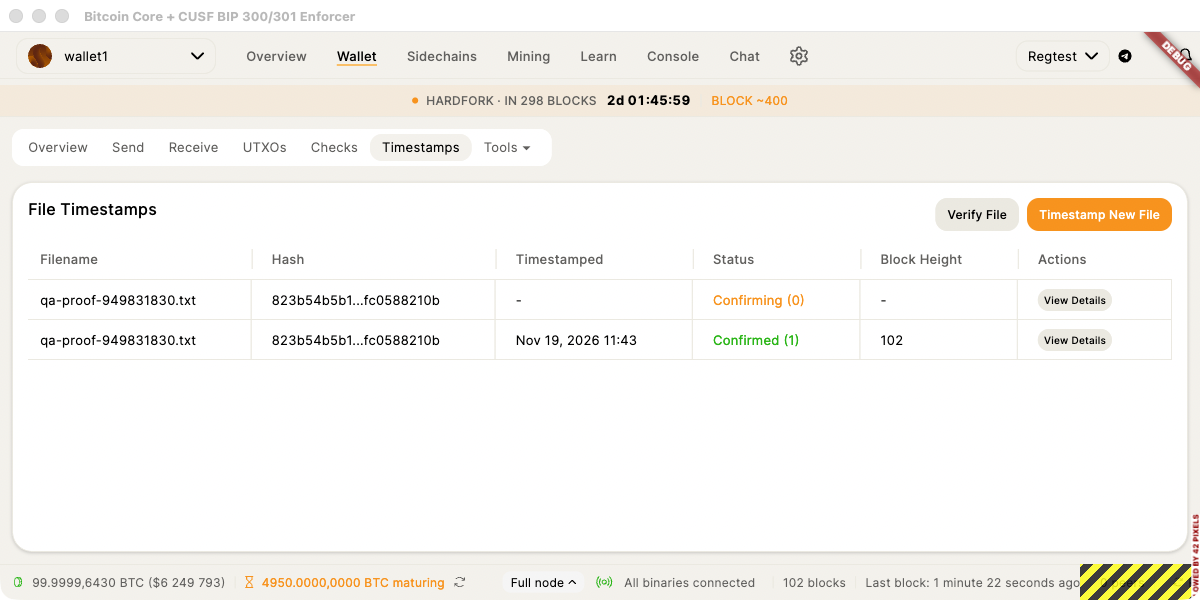 Bitcoin Core + CUSF BIP 300/301 Enforcer
wallet1
Overview
Wallet
Sidechains
Mining
Learn
Console
Chat
Regtest
DEBUG
HARDFORK · IN 298 BLOCKS 2d 01:45:59 BLOCK ~400
Overview
Send
Receive
UTXOs
Checks
Timestamps
Tools
File Timestamps
Verify File
Timestamp New File
Filename Hash Timestamped Status Block Height Actions
qa-proof-949831830.txt 823b54b5b1...fc0588210b - Confirming (0) - View Details
qa-proof-949831830.txt 823b54b5b1...fc0588210b Nov 19, 2026 11:43 Confirmed (1) 102 View Details
99.9999,6430 BTC ($6 249 793)
4950.0000,0000 BTC maturing
Full node
All binaries connected
102 blocks
Last block: 1 minute 22 seconds ago
OWED BY 42 PIXELS